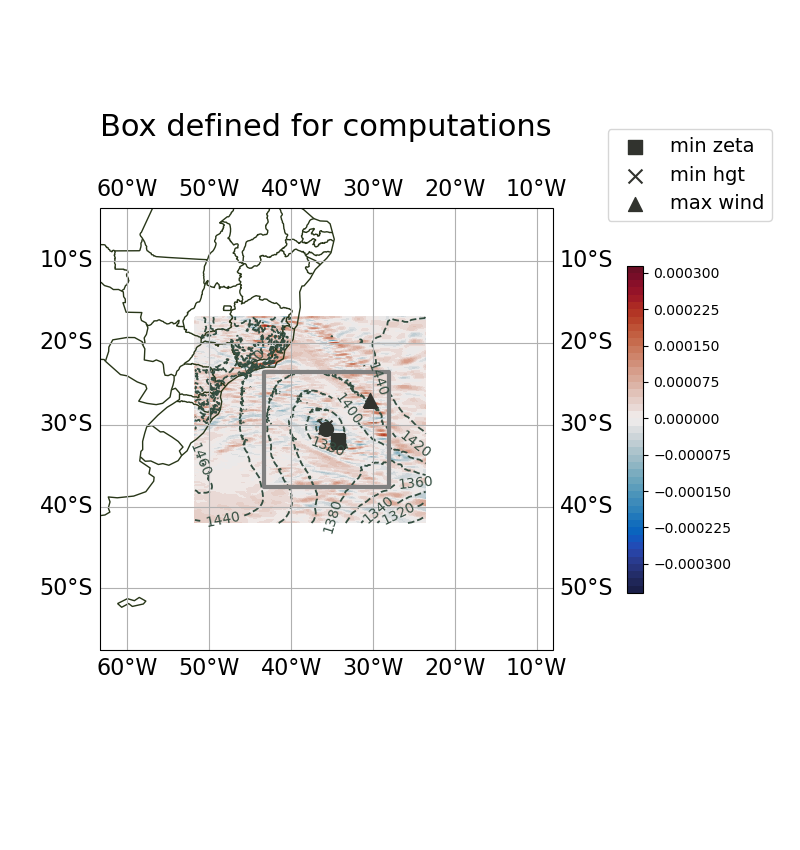 Box defined for computations
min zeta
min hgt
max wind
60°W 50°W 40°W 30°W 20°W 10°W
10°S 10°S
20°S 20°S
30°S 30°S
40°S 40°S
50°S 50°S
60°W 50°W 40°W 30°W 20°W 10°W
1440
1400
1380
1420
1460
1360
1340
1320
1380
1440
0.000300
0.000225
0.000150
0.000075
0.000000
−0.000075
−0.000150
−0.000225
−0.000300